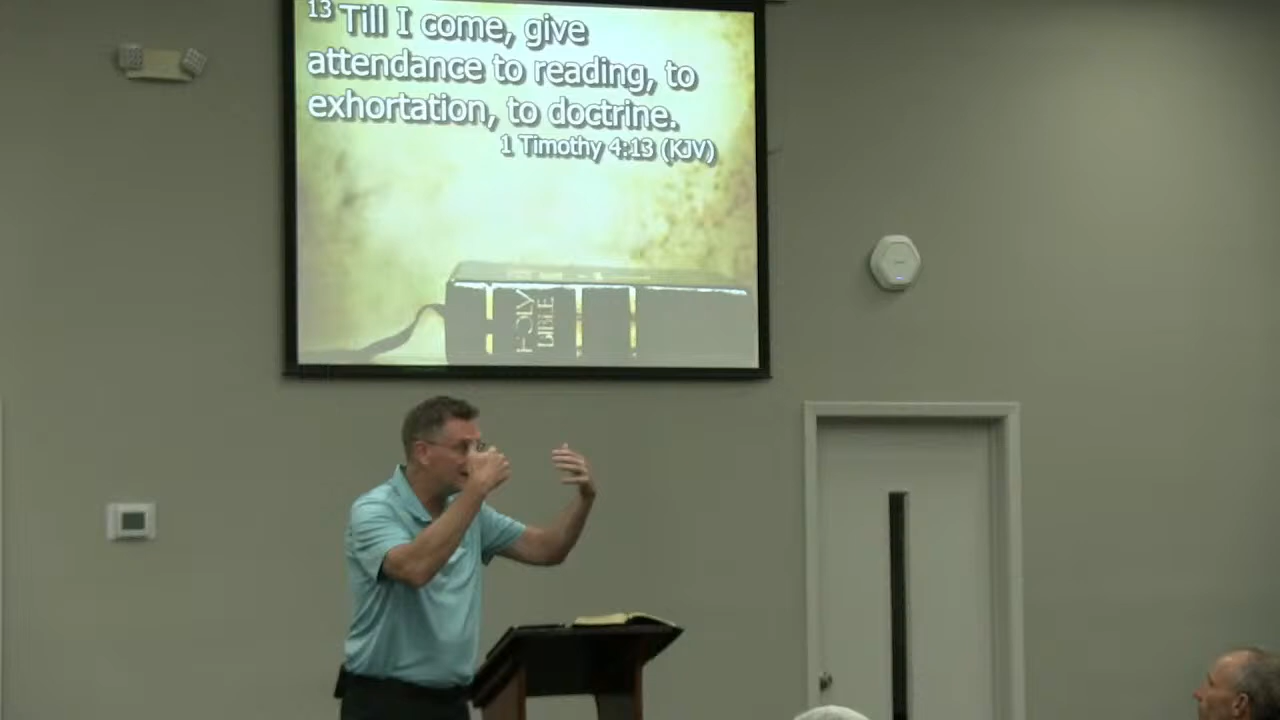 13 Till I come, give
attendance to reading, to
exhortation, to doctrine.
1 Timothy 4:13 (KJV)
HOLY
BIBLE